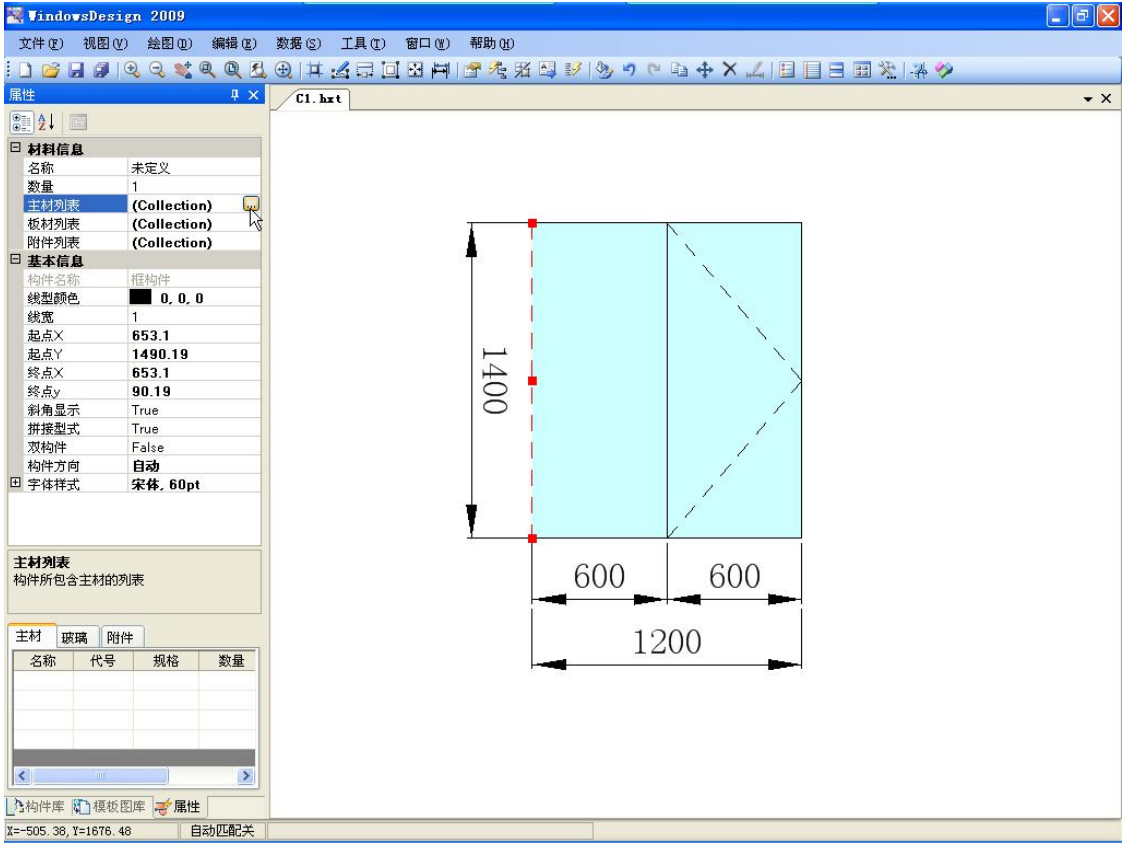 WindowsDesign 2009
文件(F) 视图(V) 绘图(D) 编辑(E) 数据(S) 工具(T) 窗口(W) 帮助(H)
属性
C1.hxt
材料信息
名称 未定义
数量 1
主材列表 (Collection) ...
板材列表 (Collection)
附件列表 (Collection)
基本信息
构件名称 框构件
线型颜色 0, 0, 0
线宽 1
起点X 653.1
起点Y 1490.19
终点X 653.1
终点y 90.19
斜角显示 True
拼接型式 True
双构件 False
构件方向 自动
字体样式 宋体, 60pt
主材列表
构件所包含主材的列表
主材 玻璃 附件
名称 代号 规格 数量
构件库 模板图库 属性
X=-505.38, Y=1676.48 自动匹配关
1400
600 600
1200